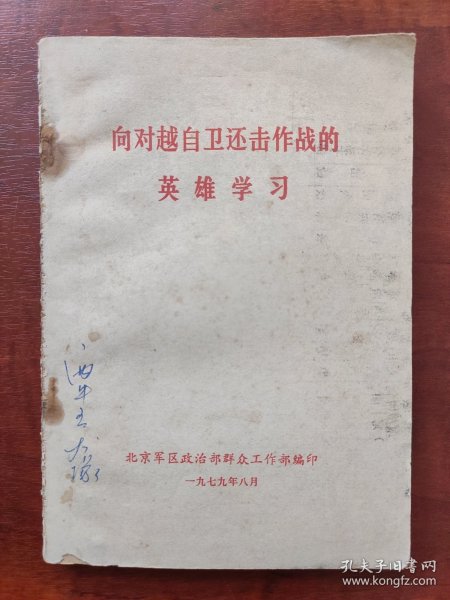 向对越自卫还击作战的
英雄学习
北京军区政治部群众工作部编印
一九七九年八月
孔夫子旧书网
www.kongfz.com